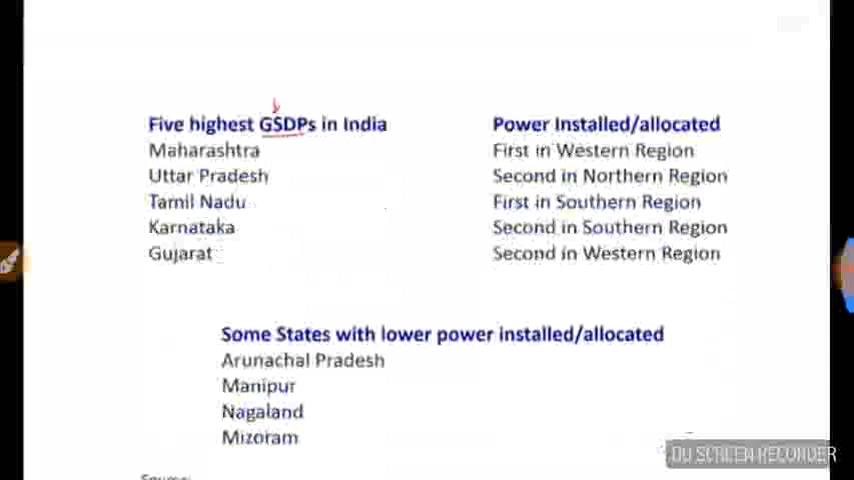 Five highest GSDPs in India
Maharashtra
Uttar Pradesh
Tamil Nadu
Karnataka
Gujarat
Power Installed/allocated
First in Western Region
Second in Northern Region
First in Southern Region
Second in Southern Region
Second in Western Region
Some States with lower power installed/allocated
Arunachal Pradesh
Manipur
Nagaland
Mizoram
DU SCREEN RECORDER